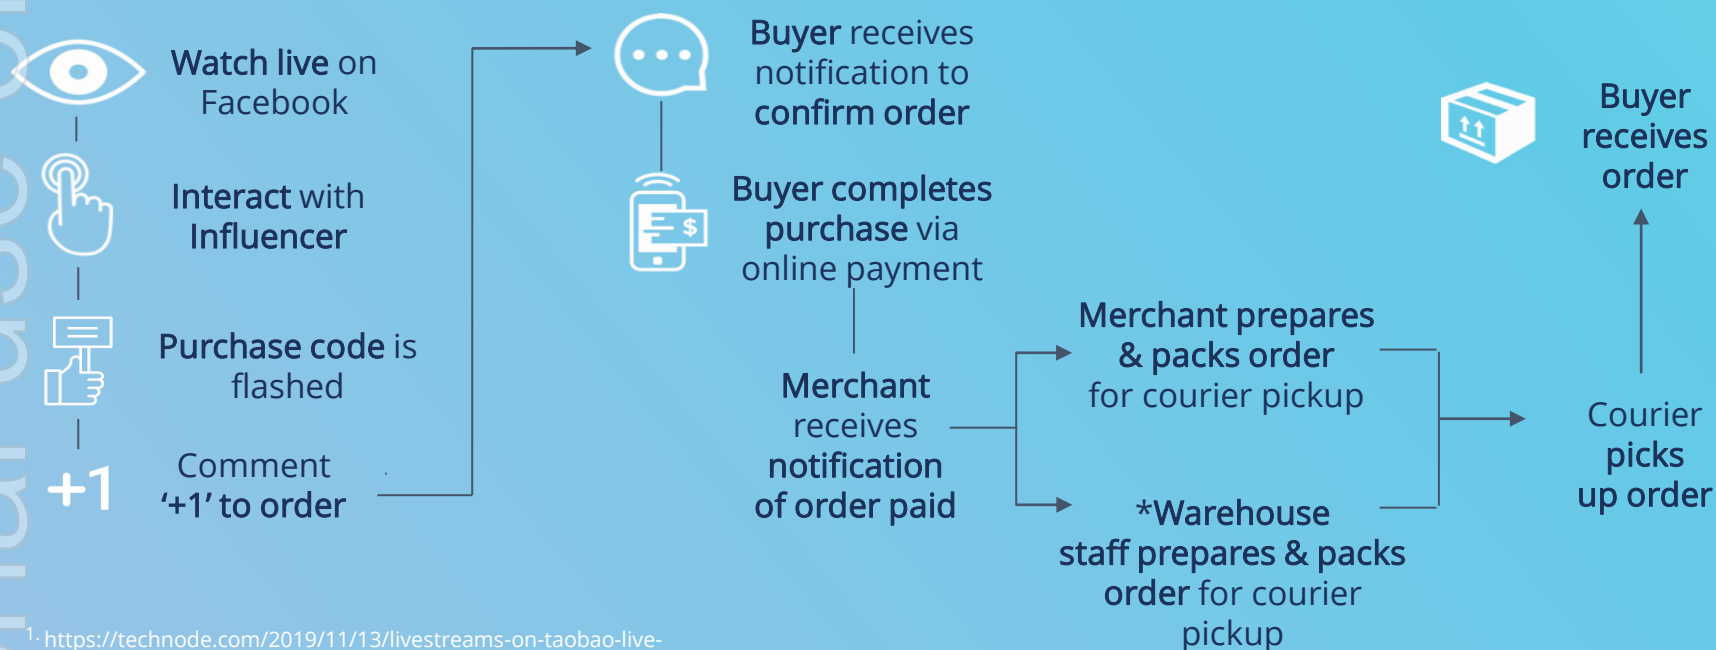 Watch live on
Facebook
Interact with
Influencer
Purchase code is
flashed
+1
Comment
‘+1’ to order
Buyer receives
notification to
confirm order
$
Buyer completes
purchase via
online payment
Merchant
receives
notification
of order paid
Merchant prepares
& packs order
for courier pickup
*Warehouse
staff prepares & packs
order for courier
pickup
Courier
picks
up order
Buyer
receives
order
1. https://technode.com/2019/11/13/livestreams-on-taobao-live-